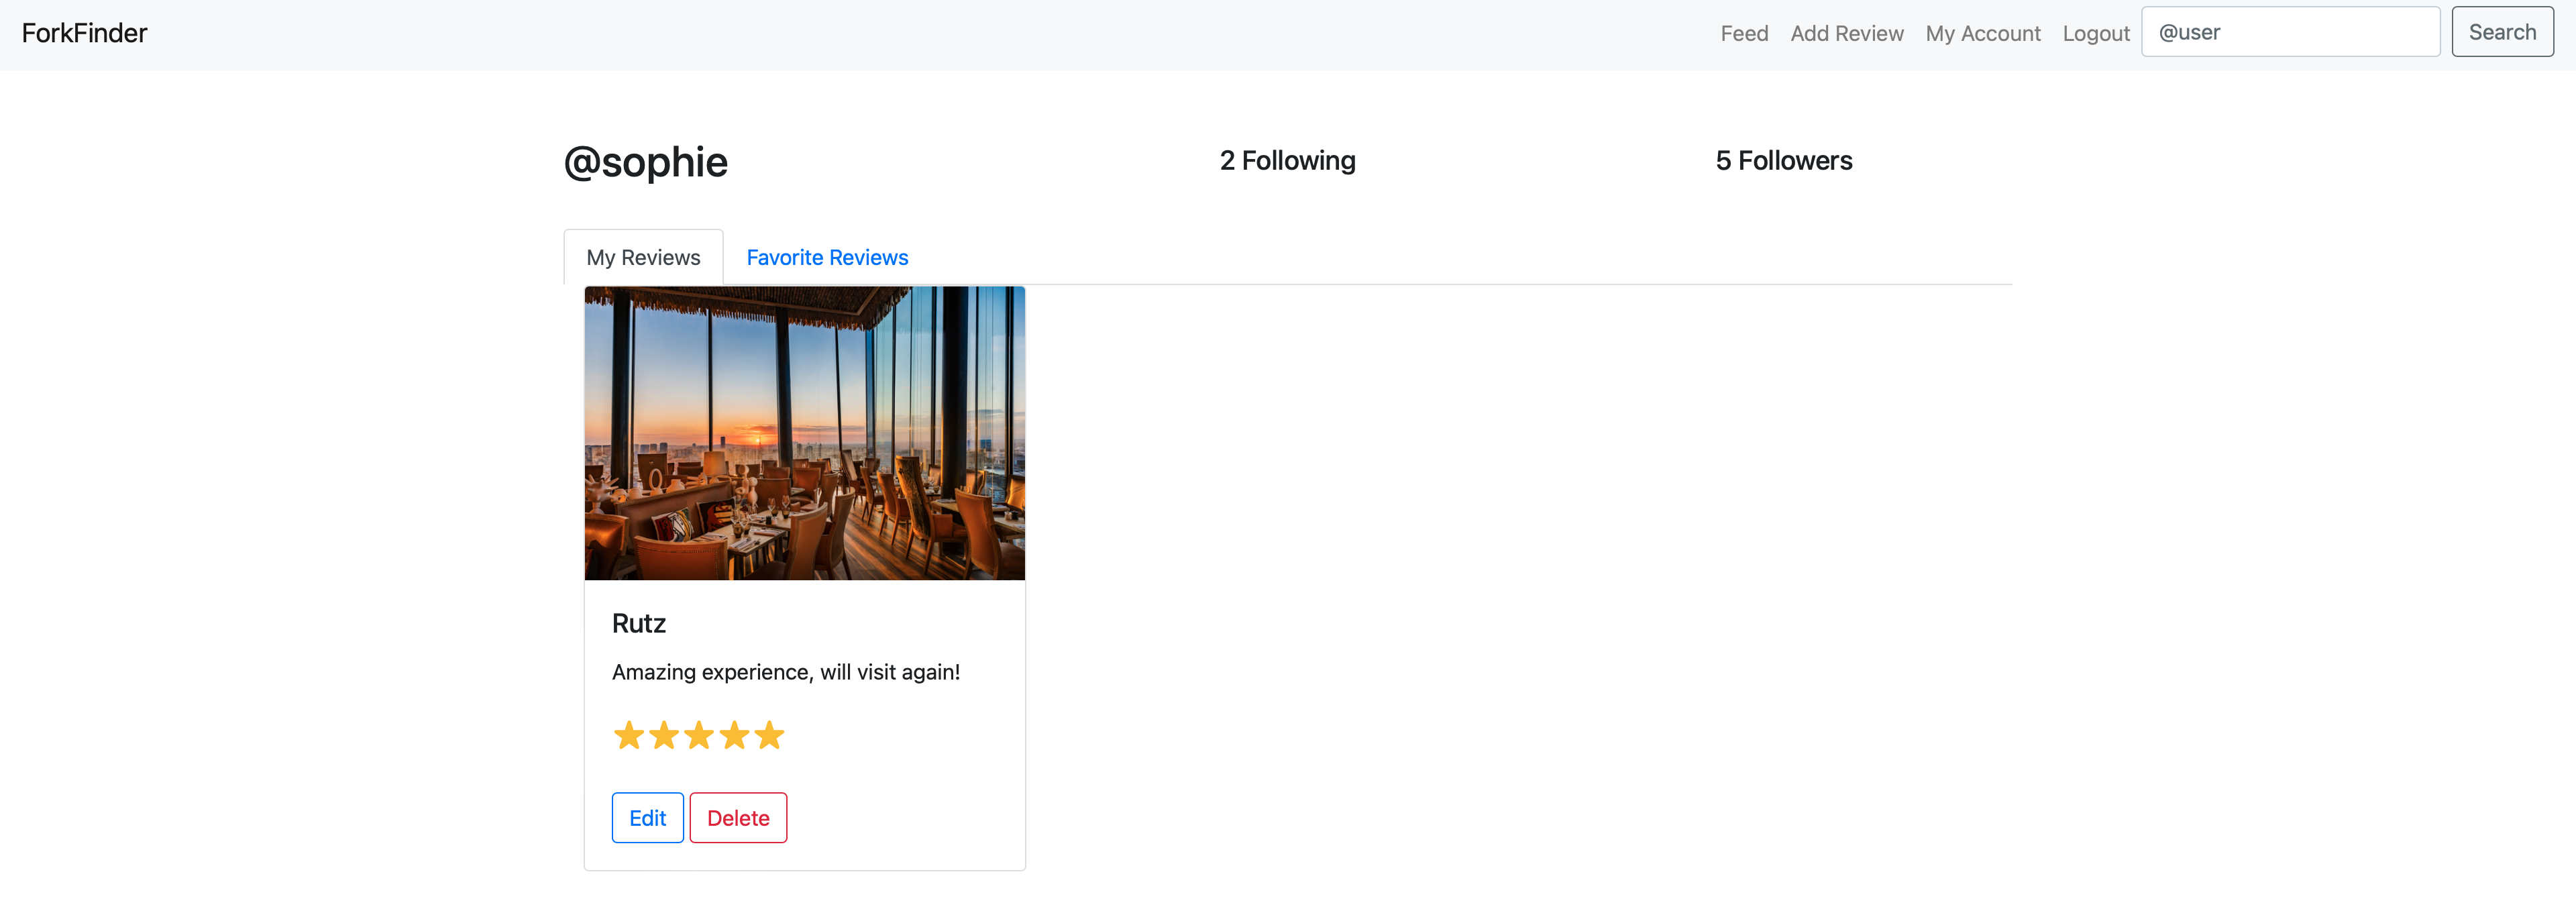 ForkFinder Feed Add Review My Account Logout @user Search
@sophie 2 Following 5 Followers
My Reviews Favorite Reviews
Rutz
Amazing experience, will visit again!
Edit Delete